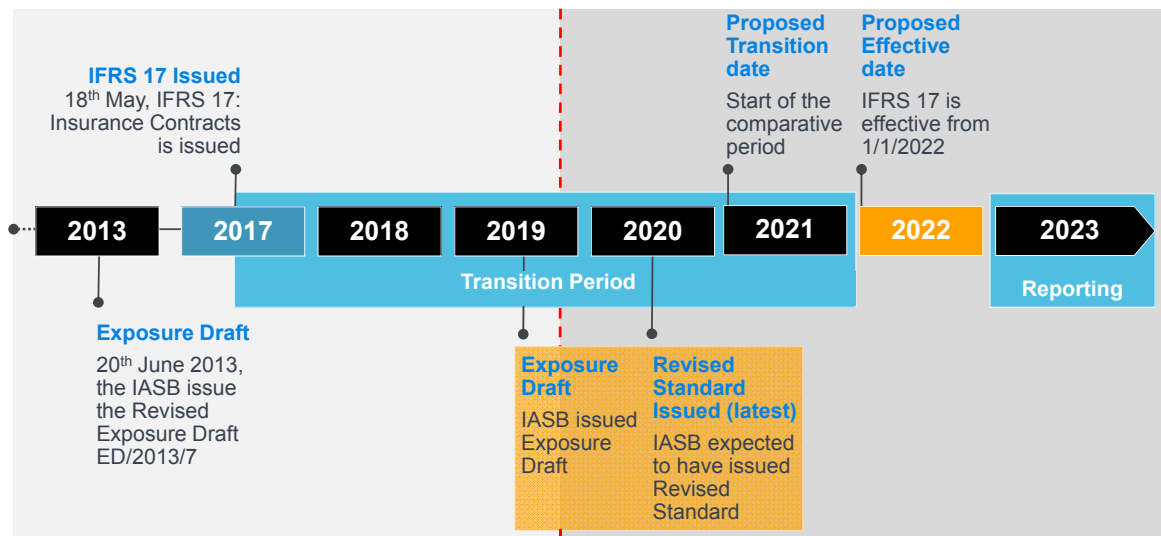 IFRS 17 Issued
18th May, IFRS 17:
Insurance Contracts
is issued
Proposed
Transition
date
Start of the
comparative
period
Proposed
Effective
date
IFRS 17 is
effective from
1/1/2022
2013
2017
2018
2019
2020
2021
2022
2023
Transition Period
Reporting
Exposure Draft
20th June 2013,
the IASB issue
the Revised
Exposure Draft
ED/2013/7
Exposure
Draft
IASB issued
Exposure
Draft
Revised
Standard
Issued (latest)
IASB expected
to have issued
Revised
Standard